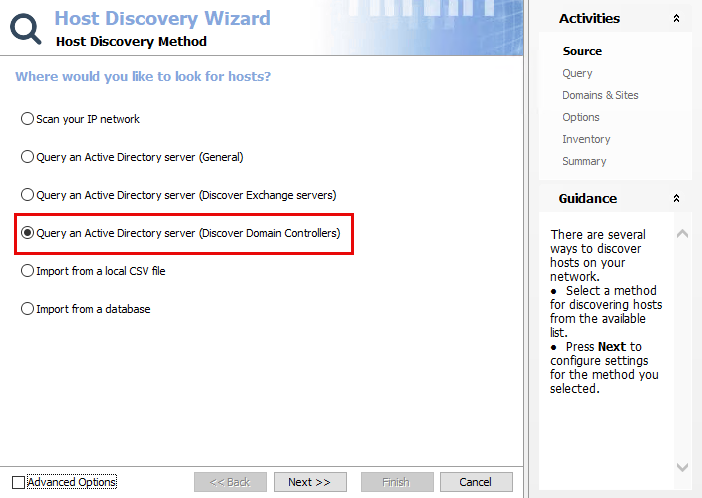 Host Discovery Wizard
Host Discovery Method
Where would you like to look for hosts?
Scan your IP network
Query an Active Directory server (General)
Query an Active Directory server (Discover Exchange servers)
Query an Active Directory server (Discover Domain Controllers)
Import from a local CSV file
Import from a database
Advanced Options
<< Back
Next >>
Finish
Cancel
Activities
Source
Query
Domains & Sites
Options
Inventory
Summary
Guidance
There are several
ways to discover
hosts on your
network.
● Select a method
for discovering hosts
from the available
list.
● Press Next to
configure settings
for the method you
selected.